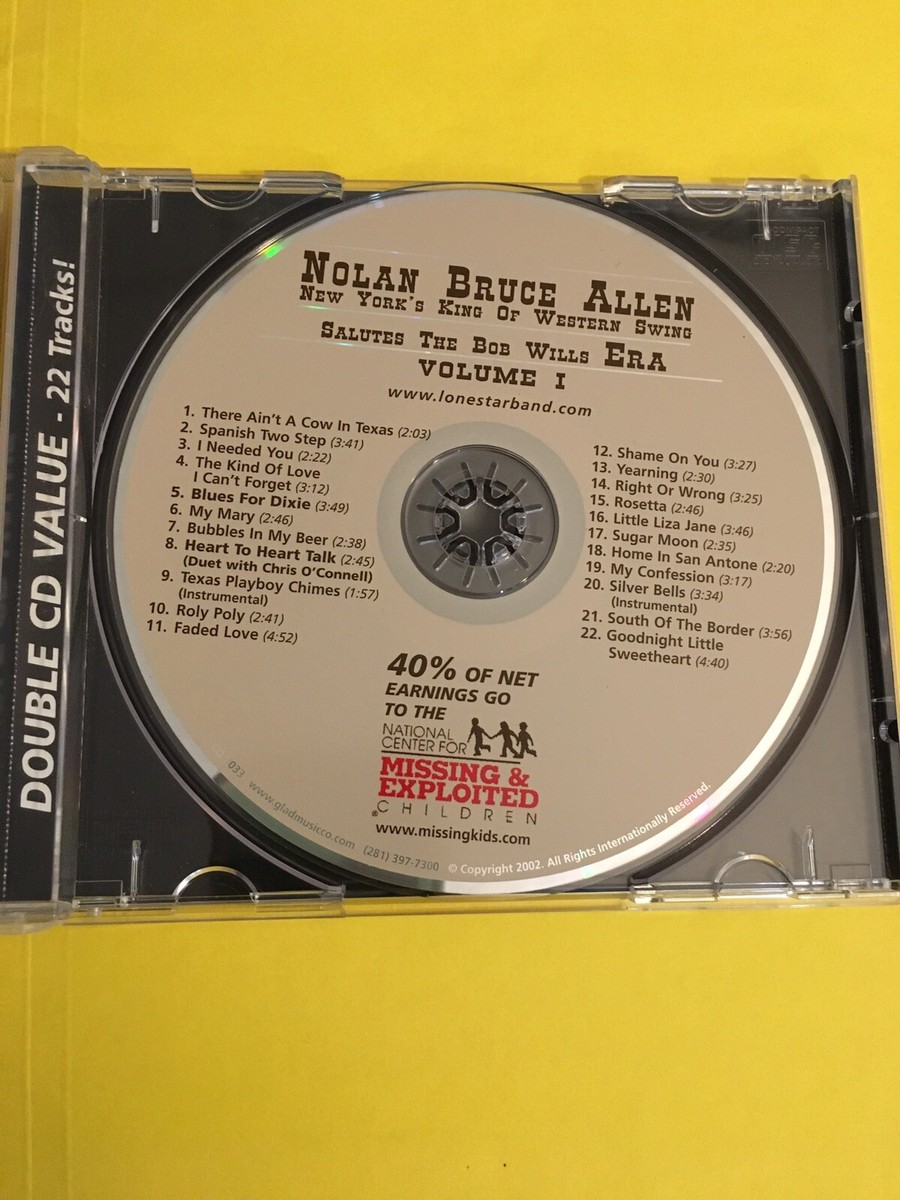 DOUBLE CD VALUE - 22 Tracks!
NOLAN BRUCE ALLEN
NEW YORK'S KING OF WESTERN SWING
SALUTES THE BOB WILLS ERA
VOLUME I
www.lonestarband.com
1. There Ain't A Cow In Texas (2:03)
2. Spanish Two Step (3:41)
3. I Needed You (2:22)
4. The Kind Of Love
I Can't Forget (3:12)
5. Blues For Dixie (3:49)
6. My Mary (2:46)
7. Bubbles In My Beer (2:38)
8. Heart To Heart Talk (2:45)
(Duet with Chris O'Connell)
9. Texas Playboy Chimes (1:57)
(Instrumental)
10. Roly Poly (2:41)
11. Faded Love (4:52)
12. Shame On You (3:27)
13. Yearning (2:30)
14. Right Or Wrong (3:25)
15. Rosetta (2:46)
16. Little Liza Jane (3:46)
17. Sugar Moon (2:35)
18. Home In San Antone (2:20)
19. My Confession (3:17)
20. Silver Bells (3:34)
(Instrumental)
21. South Of The Border (3:56)
22. Goodnight Little
Sweetheart (4:40)
40% OF NET
EARNINGS GO
TO THE
NATIONAL
CENTER FOR
MISSING &
EXPLOITED
®CHILDREN
www.missingkids.com
033 www.gladmusicco.com (281) 397-7300 © Copyright 2002. All Rights Internationally Reserved.
COMPACT